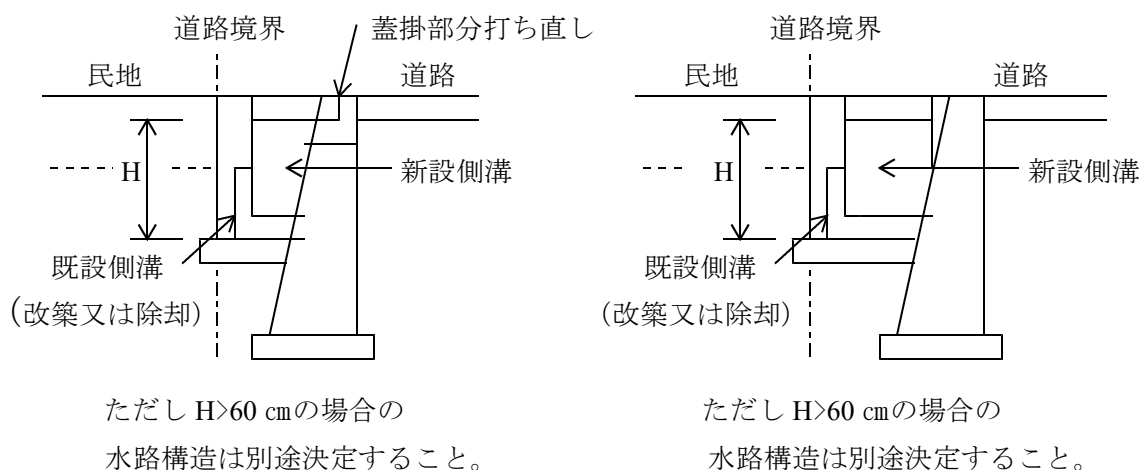 道路境界
蓋掛部分打ち直し
民地
道路
H
新設側溝
既設側溝
(改築又は除却)
ただし H>60 ㎝の場合の
水路構造は別途決定すること。
道路境界
民地
道路
H
新設側溝
既設側溝
(改築又は除却)
ただし H>60 ㎝の場合の
水路構造は別途決定すること。